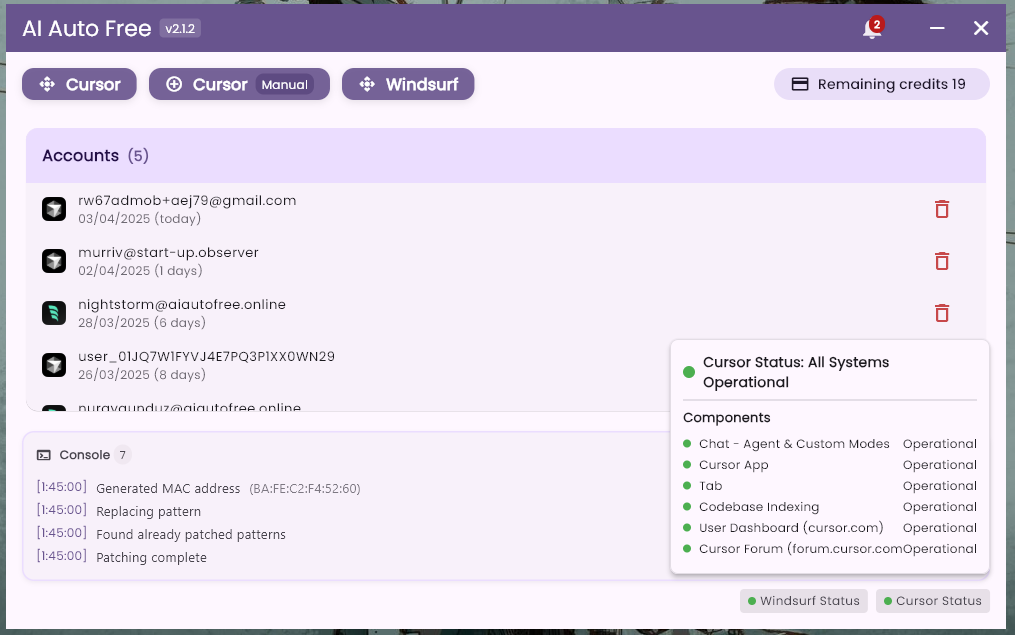 AI Auto Free v2.1.2 2
Cursor Cursor Manual Windsurf Remaining credits 19
Accounts (5)
rw67admob+aej79@gmail.com
03/04/2025 (today)
murriv@start-up.observer
02/04/2025 (1 days)
nightstorm@aiautofree.online
28/03/2025 (6 days)
user_01JQ7W1FYVJ4E7PQ3P1XX0WN29
26/03/2025 (8 days)
nuraygunduz@aiautofree.online
Console 7
[1:45:00] Generated MAC address (BA:FE:C2:F4:52:60)
[1:45:00] Replacing pattern
[1:45:00] Found already patched patterns
[1:45:00] Patching complete
Cursor Status: All Systems
Operational
Components
Chat - Agent & Custom Modes Operational
Cursor App Operational
Tab Operational
Codebase Indexing Operational
User Dashboard (cursor.com) Operational
Cursor Forum (forum.cursor.com Operational
Windsurf Status Cursor Status